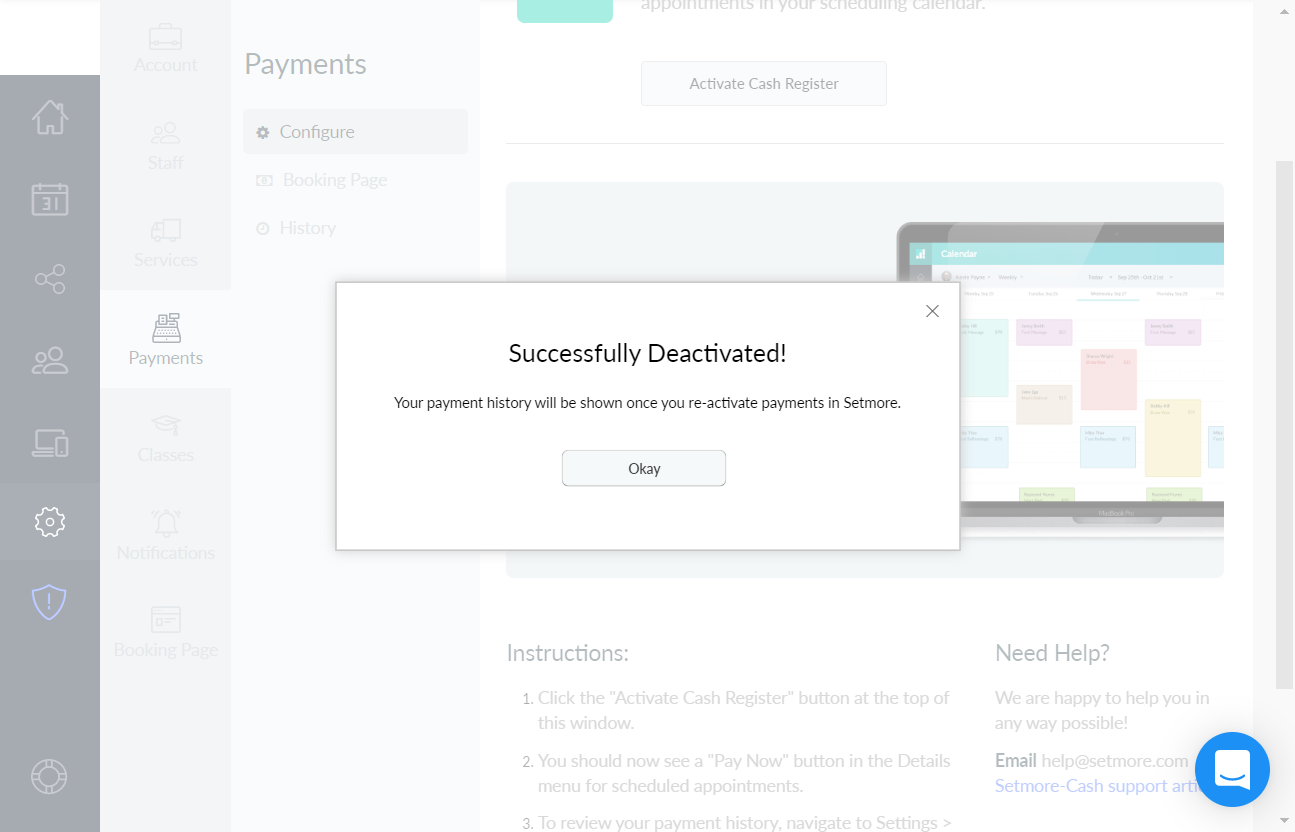 appointments in your scheduling calendar.
Account
Payments
Activate Cash Register
Configure
Staff
Booking Page
History
Services
Calendar
Weekly
Today
Payments
Successfully Deactivated!
Your payment history will be shown once you re-activate payments in Setmore.
Okay
Classes
MacBook Pro
Notifications
Booking Page
Instructions:
1. Click the "Activate Cash Register" button at the top of
this window.
2. You should now see a "Pay Now" button in the Details
menu for scheduled appointments.
3. To review your payment history, navigate to Settings >
Need Help?
We are happy to help you in
any way possible!
Email help@setmore.com
Setmore-Cash support arti
31